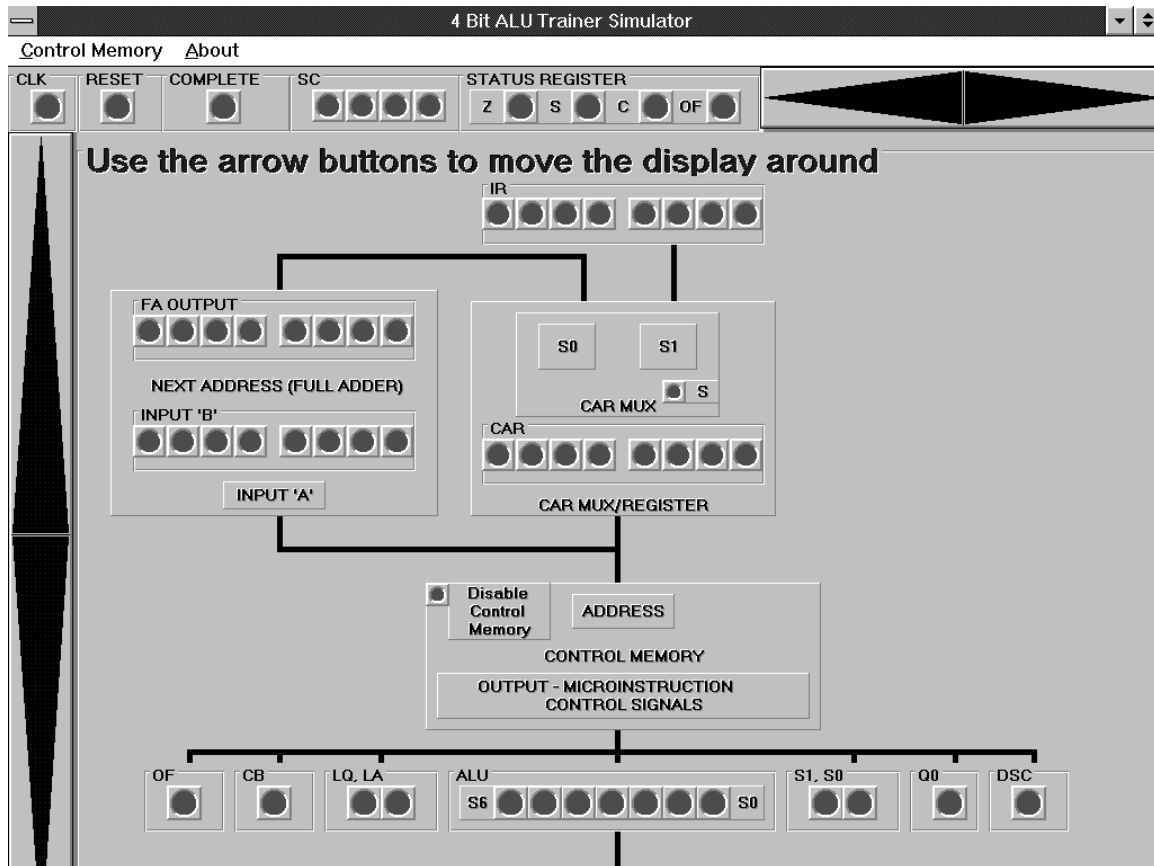 4 Bit ALU Trainer Simulator
Control Memory About
CLK RESET COMPLETE SC STATUS REGISTER
Z S C OF
Use the arrow buttons to move the display around
IR
FA OUTPUT
S0 S1
NEXT ADDRESS (FULL ADDER)
S
CAR MUX
INPUT 'B'
CAR
INPUT 'A'
CAR MUX/REGISTER
Disable
Control
Memory
ADDRESS
CONTROL MEMORY
OUTPUT - MICROINSTRUCTION
CONTROL SIGNALS
OF CB LQ, LA ALU S1, S0 Q0 DSC
S6 S0